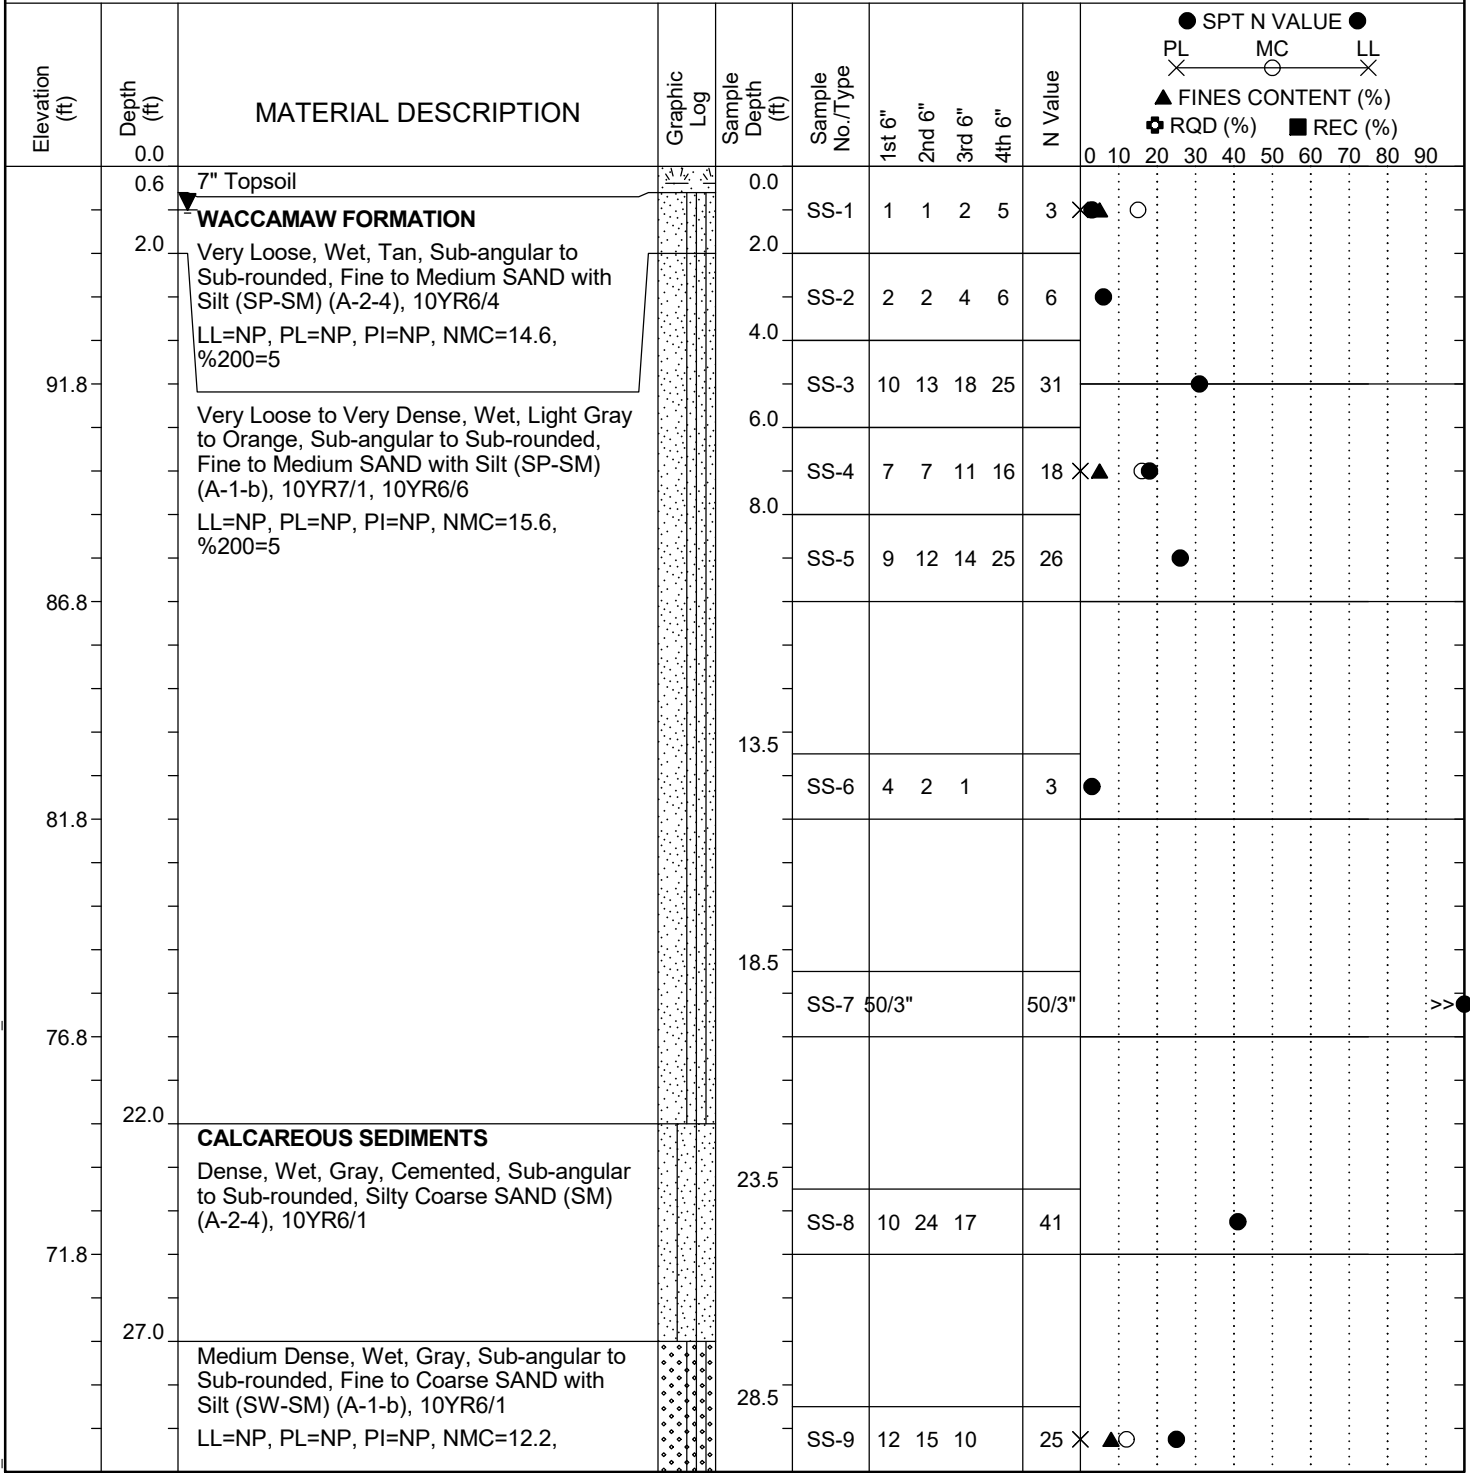 Elevation (ft)
Depth (ft)
0.0
MATERIAL DESCRIPTION
Graphic Log
Sample Depth (ft)
Sample No./Type
1st 6"
2nd 6"
3rd 6"
4th 6"
N Value
SPT N VALUE
PL MC LL
FINES CONTENT (%)
RQD (%) REC (%)
0 10 20 30 40 50 60 70 80 90
0.6 7" Topsoil 0.0
WACCAMAW FORMATION
SS-1 1 1 2 5 3
2.0 2.0
Very Loose, Wet, Tan, Sub-angular to
Sub-rounded, Fine to Medium SAND with
Silt (SP-SM) (A-2-4), 10YR6/4
SS-2 2 2 4 6 6
LL=NP, PL=NP, PI=NP, NMC=14.6,
%200=5
4.0
91.8 SS-3 10 13 18 25 31
6.0
Very Loose to Very Dense, Wet, Light Gray
to Orange, Sub-angular to Sub-rounded,
Fine to Medium SAND with Silt (SP-SM)
(A-1-b), 10YR7/1, 10YR6/6
SS-4 7 7 11 16 18
8.0
LL=NP, PL=NP, PI=NP, NMC=15.6,
%200=5
SS-5 9 12 14 25 26
86.8
13.5
SS-6 4 2 1 3
81.8
18.5
SS-7 50/3" 50/3" >>
76.8
22.0
CALCAREOUS SEDIMENTS
Dense, Wet, Gray, Cemented, Sub-angular
to Sub-rounded, Silty Coarse SAND (SM)
(A-2-4), 10YR6/1
23.5
SS-8 10 24 17 41
71.8
27.0
Medium Dense, Wet, Gray, Sub-angular to
Sub-rounded, Fine to Coarse SAND with
Silt (SW-SM) (A-1-b), 10YR6/1
28.5
LL=NP, PL=NP, PI=NP, NMC=12.2,
SS-9 12 15 10 25